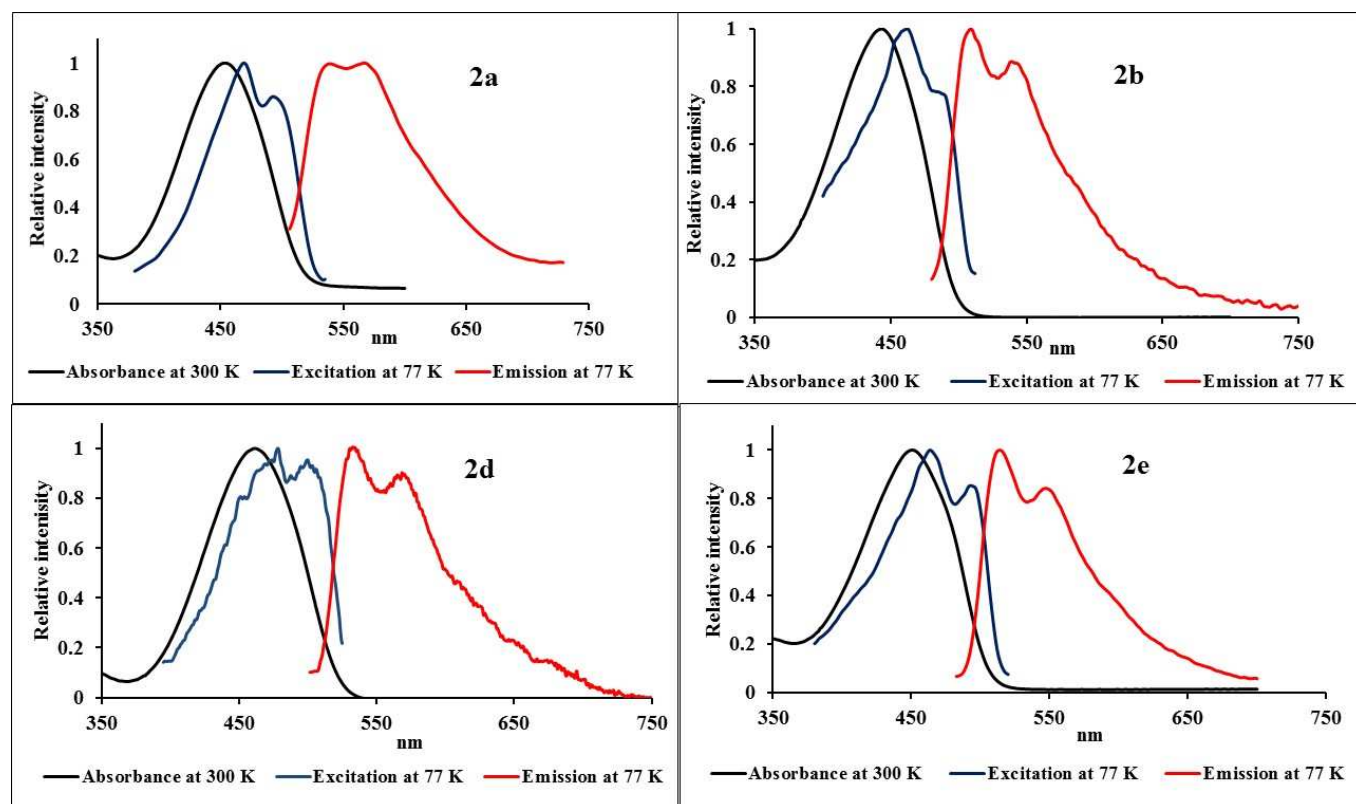 2a
Relative intensity
1
0.8
0.6
0.4
0.2
0
350 450 550 650 750
nm
Absorbance at 300 K Excitation at 77 K Emission at 77 K
2b
Relative intenisity
1
0.8
0.6
0.4
0.2
0
350 450 550 650 750
nm
Absorbance at 300 K Excitation at 77 K Emission at 77 K
2d
Relative intensity
1
0.8
0.6
0.4
0.2
0
350 450 550 650 750
nm
Absorbance at 300 K Excitation at 77 K Emission at 77 K
2e
Relative intensity
1
0.8
0.6
0.4
0.2
0
350 450 550 650 750
nm
Absorbance at 300 K Excitation at 77 K Emission at 77 K